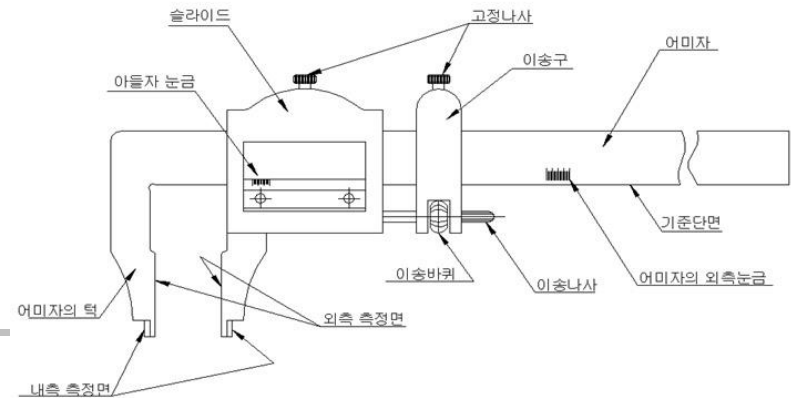 슬라이드
고정나사
어미자
이송구
아들자 눈금
기준단면
이송바퀴
이송나사
어미자의 외측눈금
어미자의 턱
외측 측정면
내측 측정면